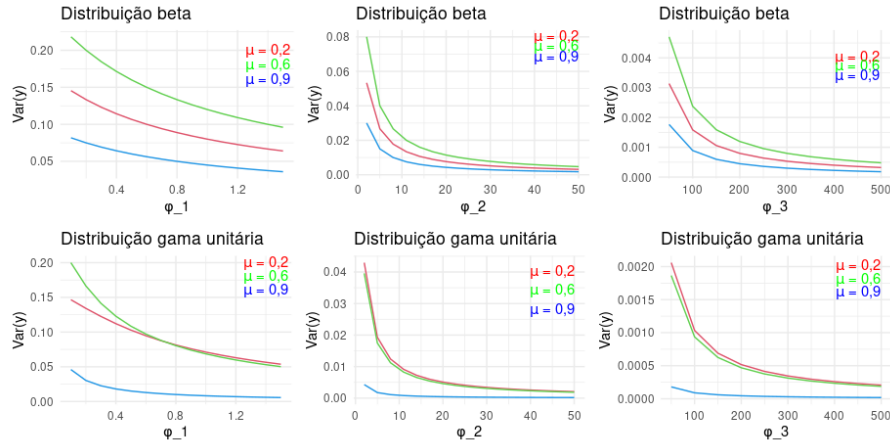 Distribuição beta
Var(y)
0.20
0.15
0.10
0.05
μ = 0,2
μ = 0,6
μ = 0,9
0.4
0.8
1.2
φ_1
Distribuição beta
Var(y)
0.08
0.06
0.04
0.02
0.00
μ = 0,2
μ = 0,6
μ = 0,9
0
10
20
30
40
50
φ_2
Distribuição beta
Var(y)
0.004
0.003
0.002
0.001
0.000
μ = 0,2
μ = 0,6
μ = 0,9
100
200
300
400
500
φ_3
Distribuição gama unitária
Var(y)
0.20
0.15
0.10
0.05
0.00
μ = 0,2
μ = 0,6
μ = 0,9
0.4
0.8
1.2
φ_1
Distribuição gama unitária
Var(y)
0.04
0.03
0.02
0.01
0.00
μ = 0,2
μ = 0,6
μ = 0,9
0
10
20
30
40
50
φ_2
Distribuição gama unitária
Var(y)
0.0020
0.0015
0.0010
0.0005
0.0000
μ = 0,2
μ = 0,6
μ = 0,9
100
200
300
400
500
φ_3